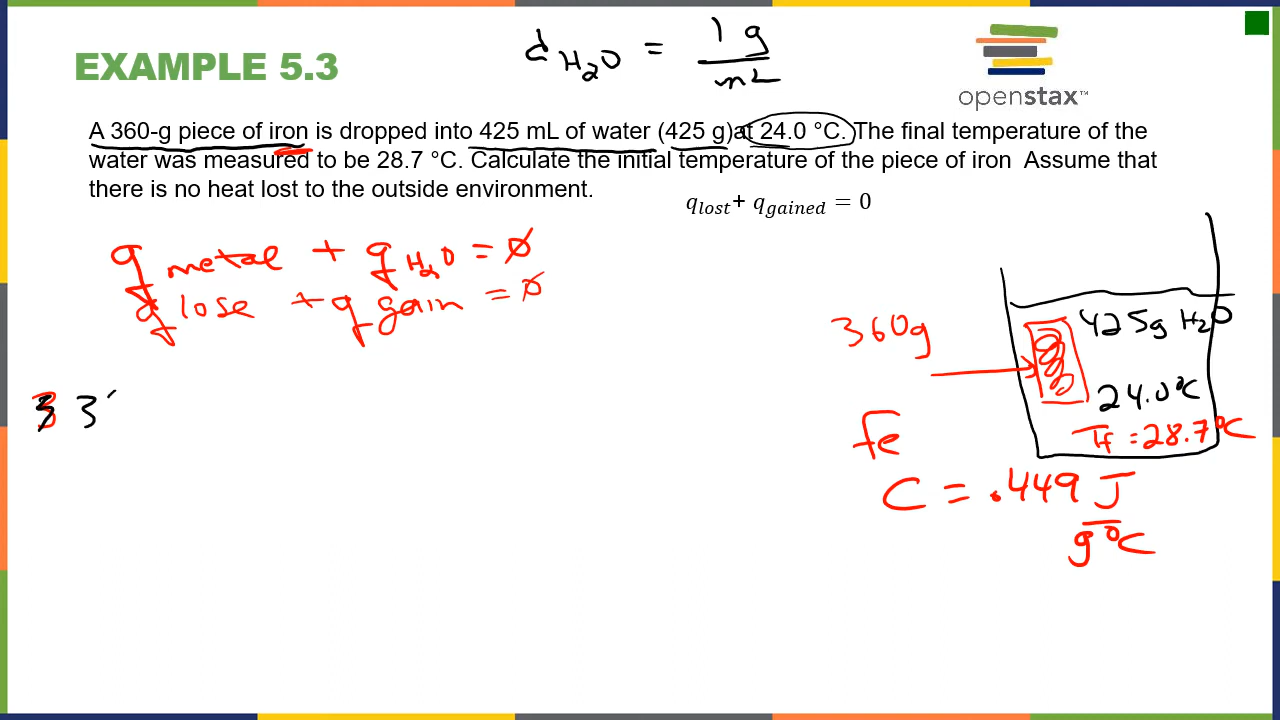 EXAMPLE 5.3
d H₂O = 1 g / mL
openstax™
A 360-g piece of iron is dropped into 425 mL of water (425 g)at 24.0 °C. The final temperature of the
water was measured to be 28.7 °C. Calculate the initial temperature of the piece of iron Assume that
there is no heat lost to the outside environment.
q_lost + q_gained = 0
q metal + q H₂O = 0
q lose + q gain = 0
360g
425g H₂O
24.0°C
Tf = 28.7°C
Fe
C = .449 J
g°C
3 3